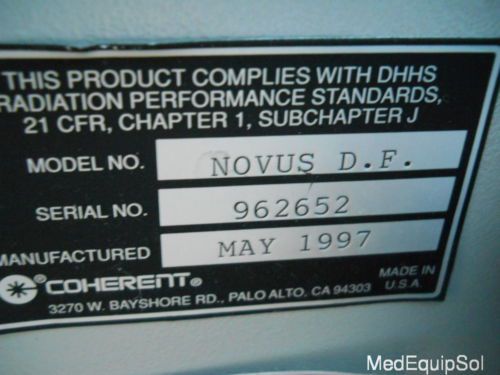 THIS PRODUCT COMPLIES WITH DHHS
RADIATION PERFORMANCE STANDARDS,
21 CFR, CHAPTER 1, SUBCHAPTER J
MODEL NO. NOVUS D.F.
SERIAL NO. 962652
MANUFACTURED MAY 1997
COHERENT®
MADE IN
U.S.A.
3270 W. BAYSHORE RD., PALO ALTO, CA 94303
MedEquipSol